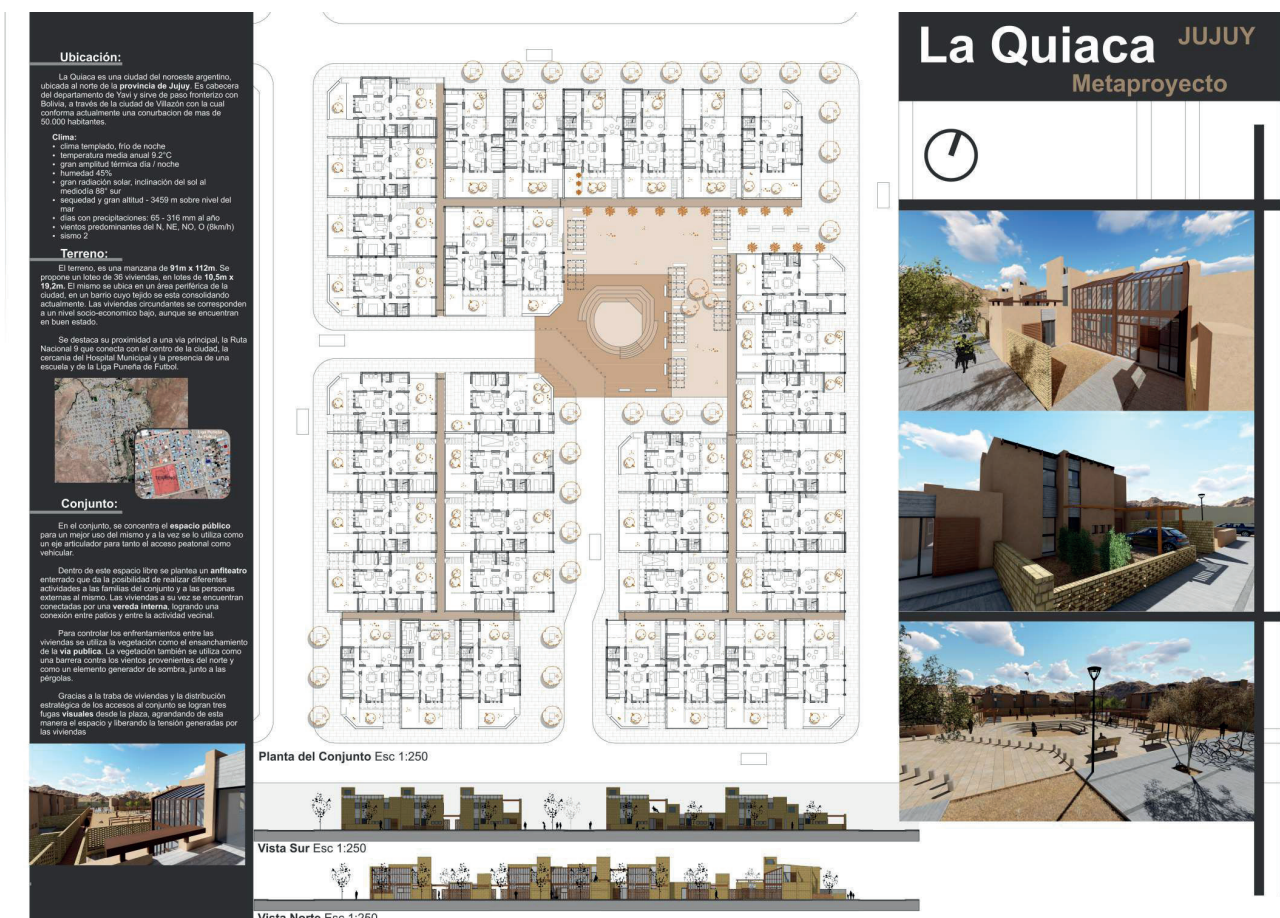 Ubicación:
La Quiaca es una ciudad del noroeste argentino,
ubicada al norte de la provincia de Jujuy. Es cabecera
del departamento de Yavi y sirve de paso fronterizo con
Bolivia, a través de la ciudad de Villazón con la cual
conforma actualmente una conurbacion de mas de
50.000 habitantes.
Clima:
• clima templado, frío de noche
• temperatura media anual 9.2°C
• gran amplitud térmica día / noche
• humedad 45%
• gran radiación solar, inclinación del sol al
mediodía 88° sur
• sequedad y gran altitud - 3459 m sobre nivel del
mar
• días con precipitaciones: 65 - 316 mm al año
• vientos predominantes del N, NE, NO, O (8km/h)
• sismo 2
Terreno:
El terreno, es una manzana de 91m x 112m. Se
propone un loteo de 36 viviendas, en lotes de 10,5m x
19,2m. El mismo se ubica en un área periférica de la
ciudad, en un barrio cuyo tejido se esta consolidando
actualmente. Las viviendas circundantes se corresponden
a un nivel socio-economico bajo, aunque se encuentran
en buen estado.
Se destaca su proximidad a una via principal, la Ruta
Nacional 9 que conecta con el centro de la ciudad, la
cercania del Hospital Municipal y la presencia de una
escuela y de la Liga Puneña de Futbol.
Conjunto:
En el conjunto, se concentra el espacio público
para un mejor uso del mismo y a la vez se lo utiliza como
un eje articulador para tanto el acceso peatonal como
vehicular.
Dentro de este espacio libre se plantea un anfiteatro
enterrado que da la posibilidad de realizar diferentes
actividades a las familias del conjunto y a las personas
externas al mismo. Las viviendas a su vez se encuentran
conectadas por una vereda interna, logrando una
conexión entre patios y entre la actividad vecinal.
Para controlar los enfrentamientos entre las
viviendas se utiliza la vegetación como el ensanchamiento
de la via publica. La vegetación también se utiliza como
una barrera contra los vientos provenientes del norte y
como un elemento generador de sombra, junto a las
pérgolas.
Gracias a la traba de viviendas y la distribución
estratégica de los accesos al conjunto se logran tres
fugas visuales desde la plaza, agrandando de esta
manera el espacio y liberando la tensión generadas por
las viviendas
Planta del Conjunto Esc 1:250
Vista Sur Esc 1:250
Vista Norte Esc 1:250
La Quiaca JUJUY
Metaproyecto